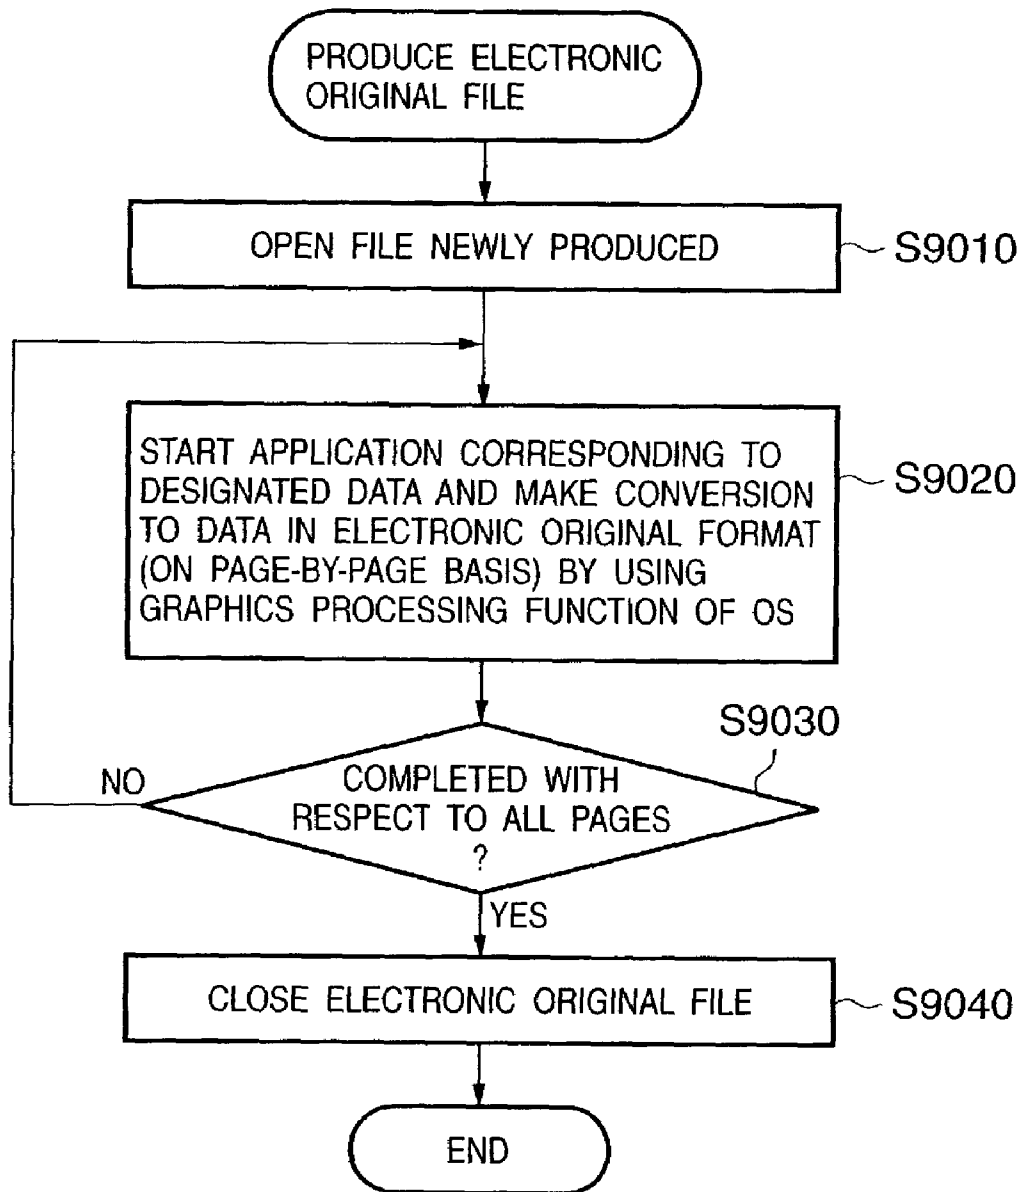 PRODUCE ELECTRONIC
ORIGINAL FILE
OPEN FILE NEWLY PRODUCED
S9010
START APPLICATION CORRESPONDING TO
DESIGNATED DATA AND MAKE CONVERSION
TO DATA IN ELECTRONIC ORIGINAL FORMAT
(ON PAGE-BY-PAGE BASIS) BY USING
GRAPHICS PROCESSING FUNCTION OF OS
S9020
S9030
NO
COMPLETED WITH
RESPECT TO ALL PAGES
?
YES
CLOSE ELECTRONIC ORIGINAL FILE
S9040
END